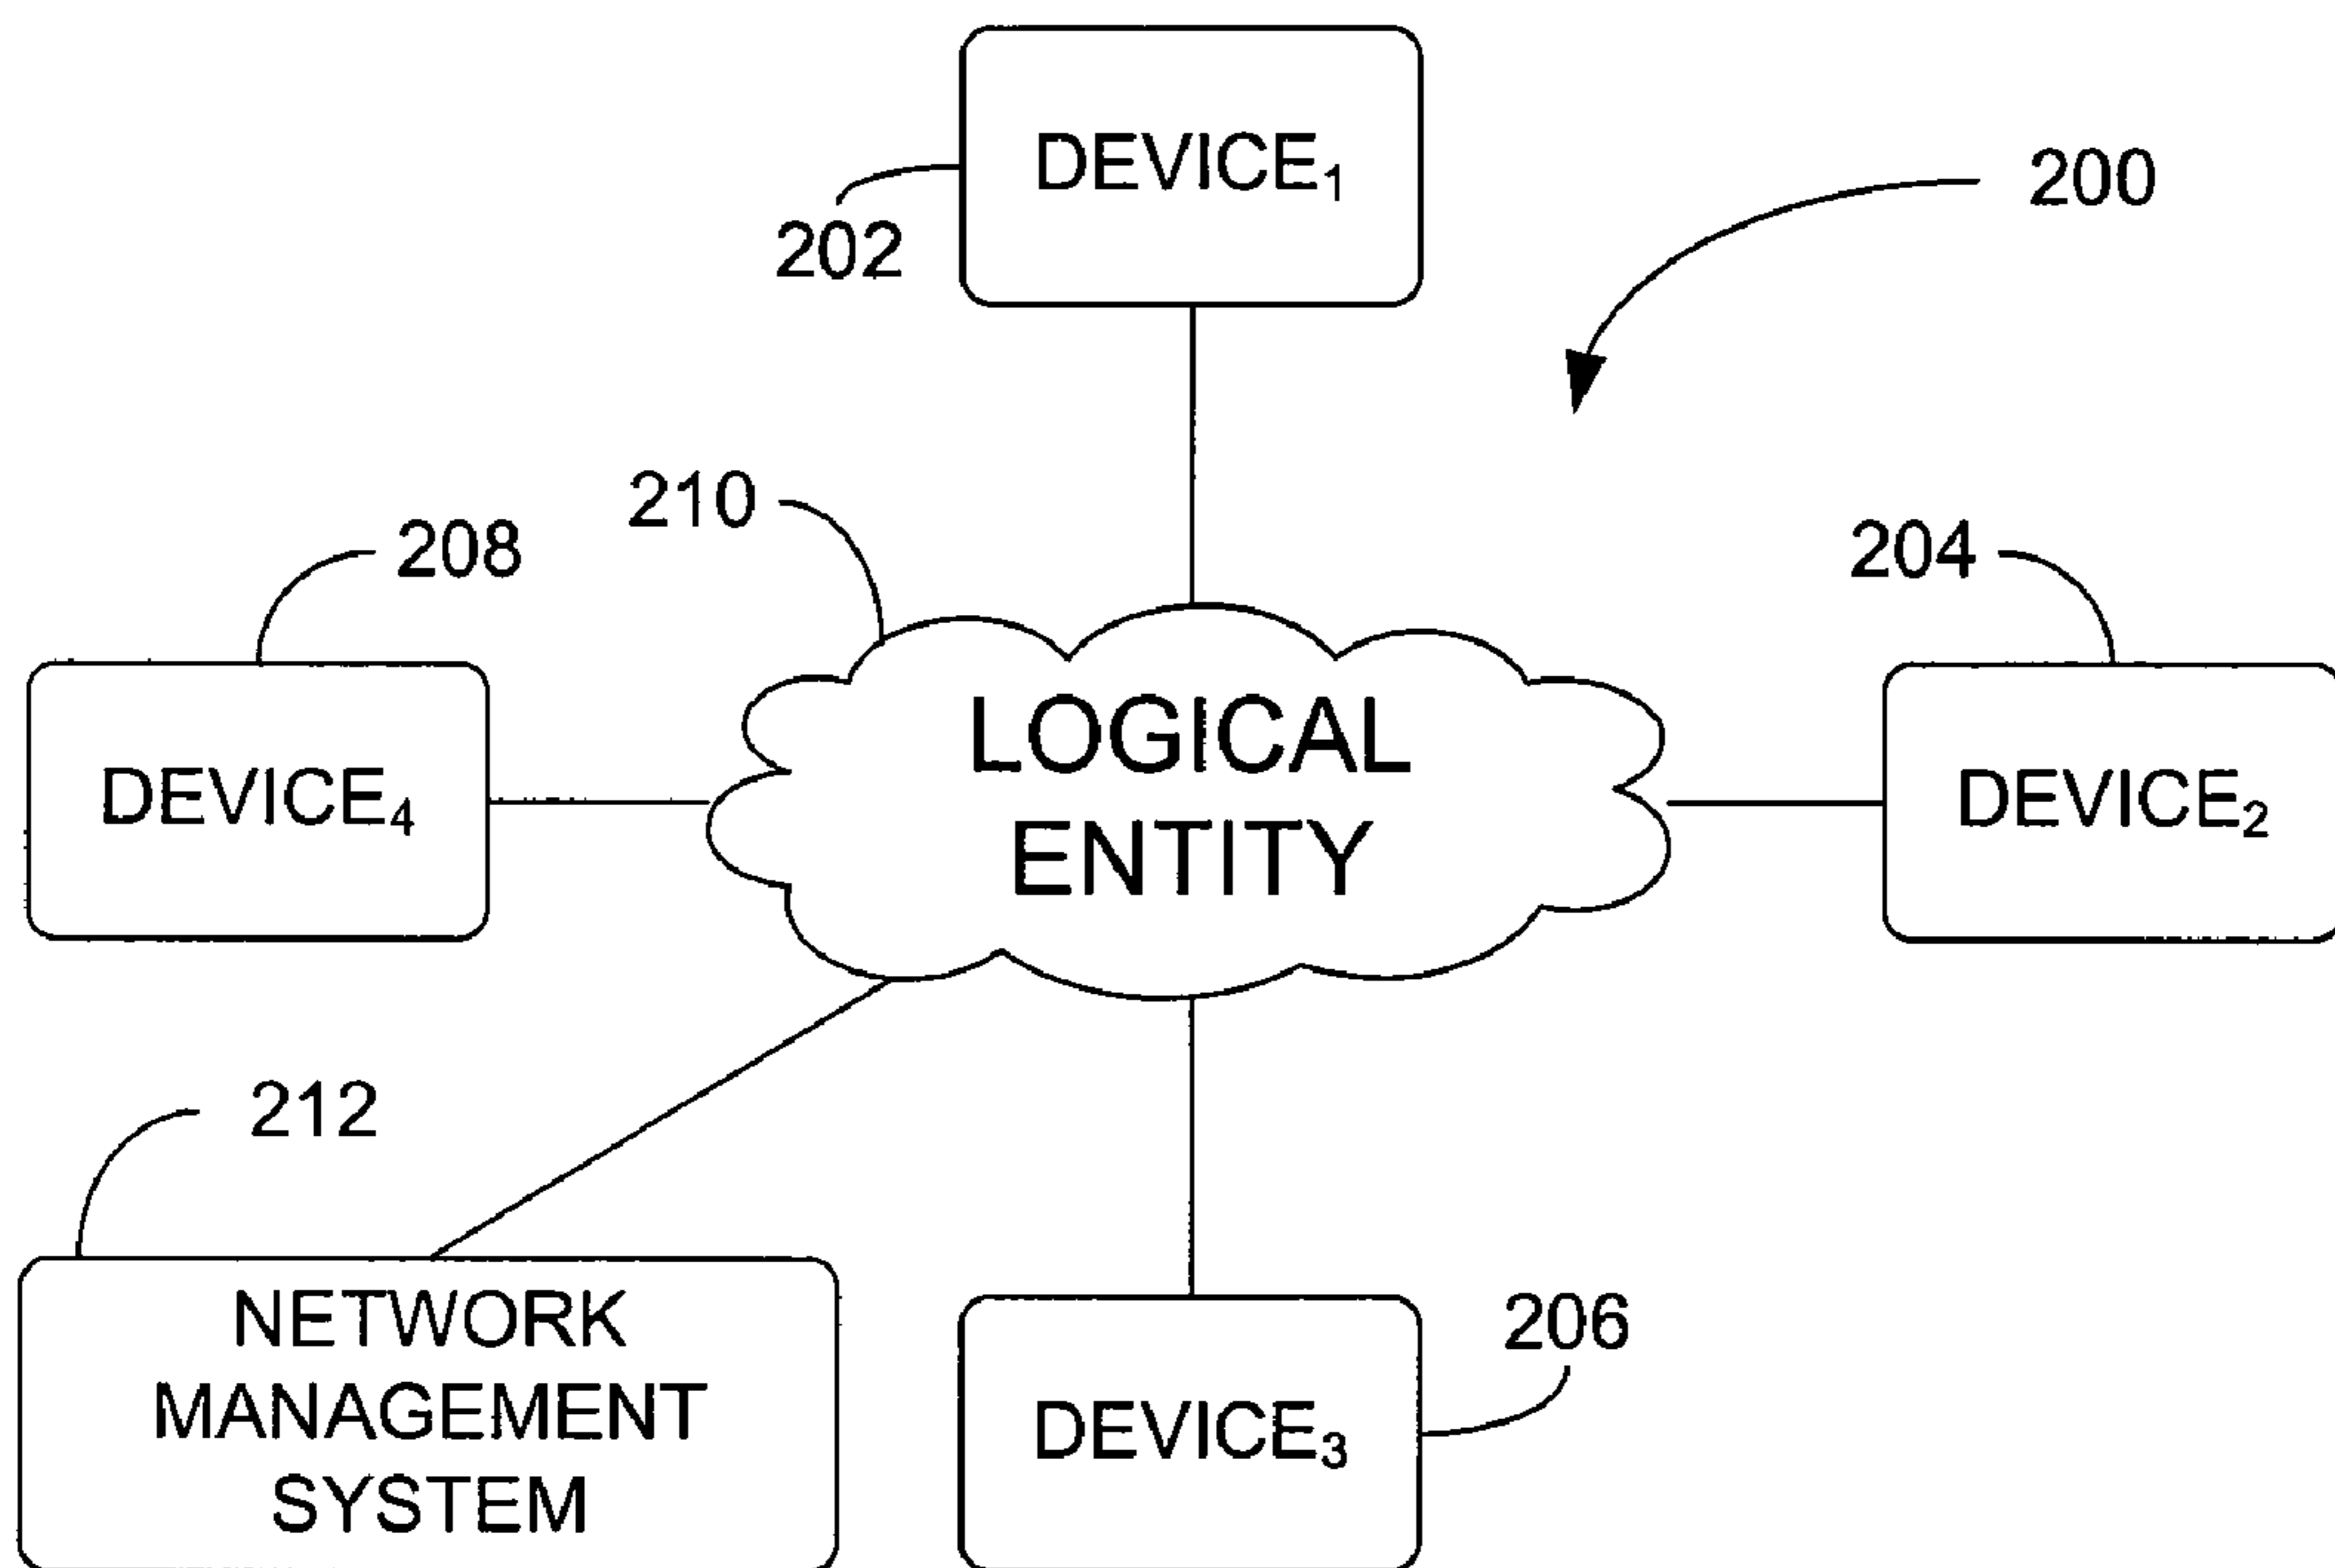 DEVICE₁
200
202
210
208
204
LOGICAL
ENTITY
DEVICE₄
DEVICE₂
212
NETWORK
MANAGEMENT
SYSTEM
206
DEVICE₃